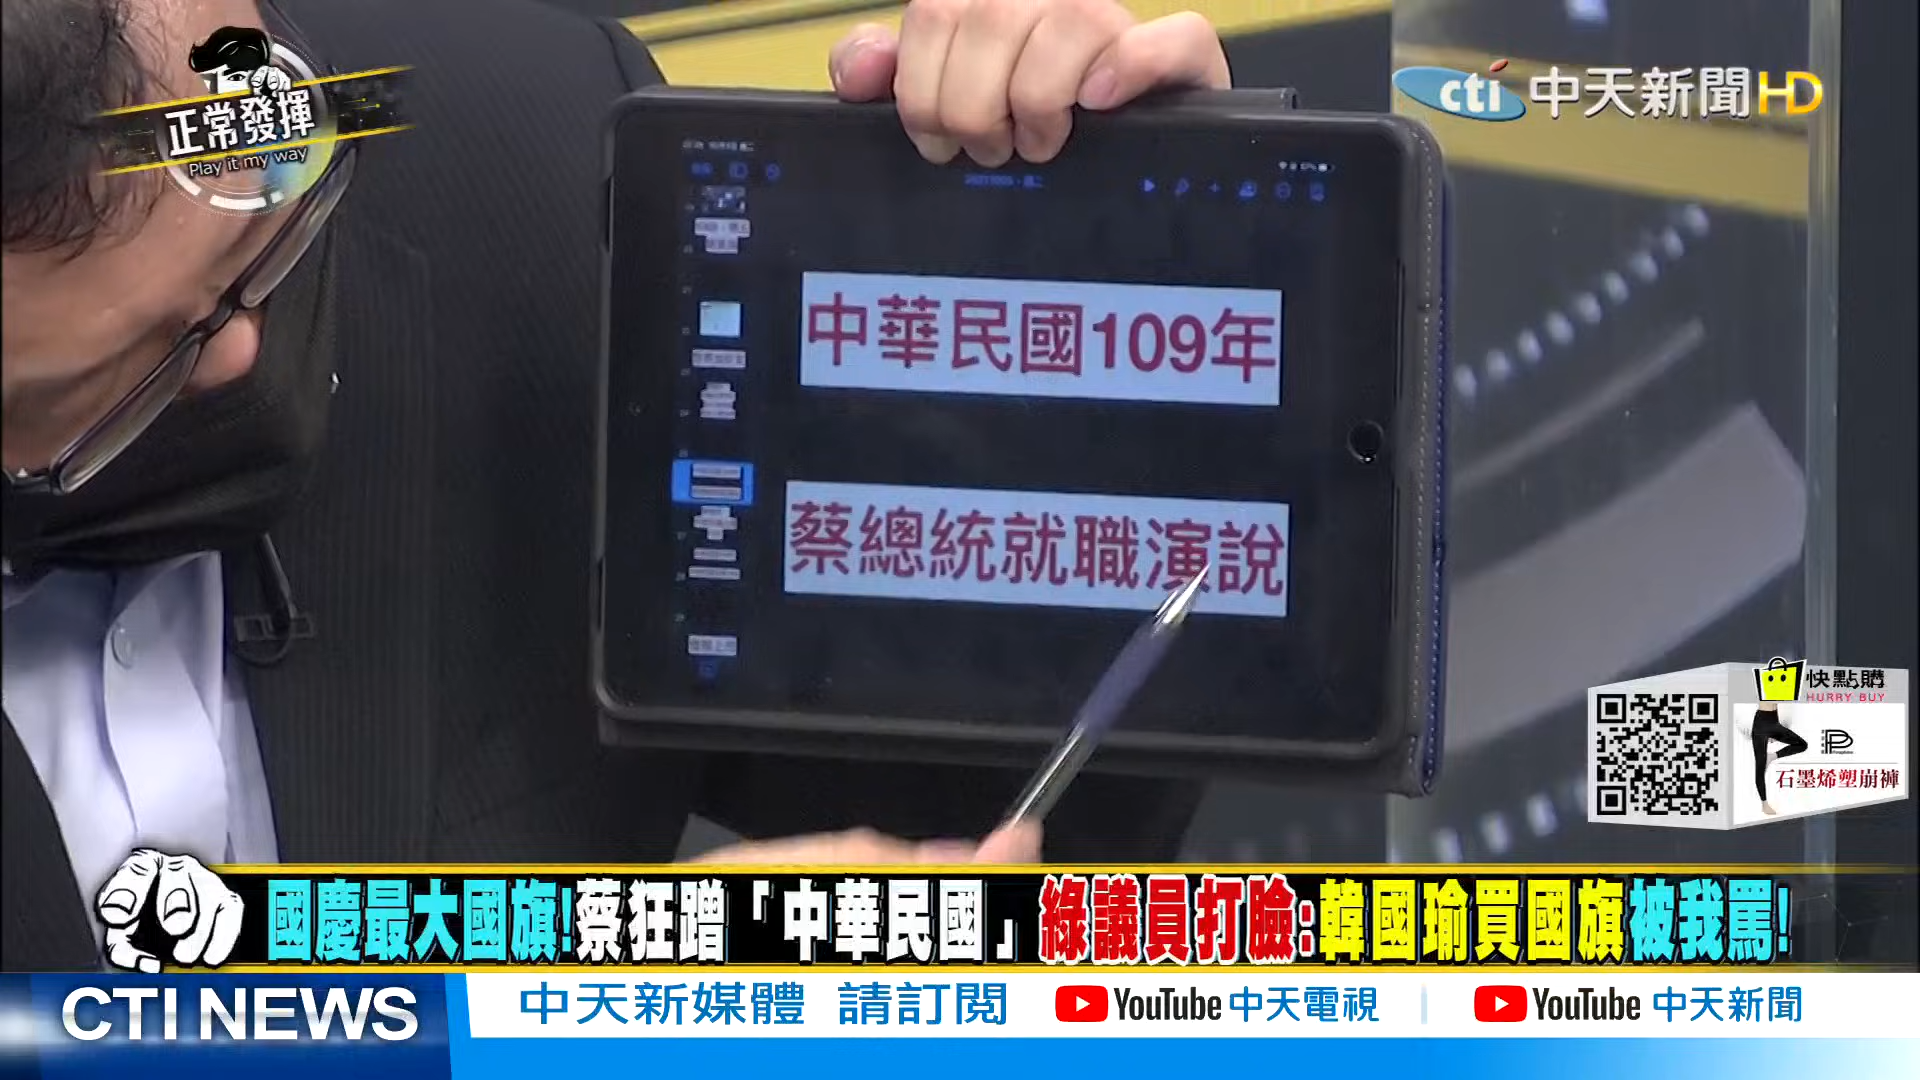 正常發揮
Play it my way
cti 中天新聞HD
中華民國109年
蔡總統就職演說
快點購
HURRY BUY
石墨烯塑崩褲
國慶最大國旗!蔡狂蹭「中華民國」綠議員打臉:韓國瑜買國旗被我罵!
CTI NEWS
中天新媒體 請訂閱 YouTube 中天電視 YouTube 中天新聞